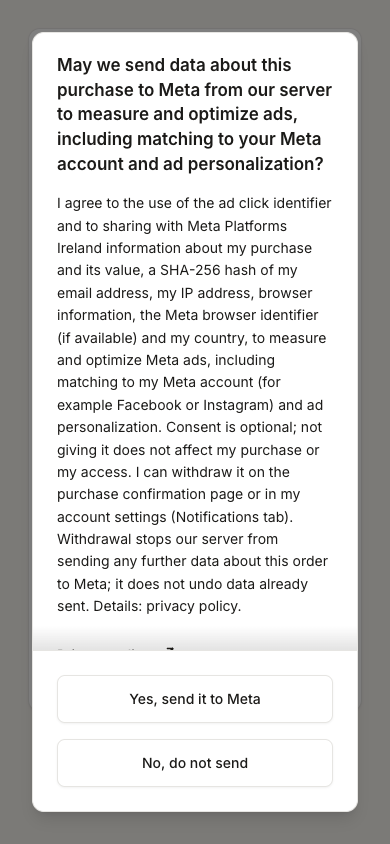 May we send data about this
purchase to Meta from our server
to measure and optimize ads,
including matching to your Meta
account and ad personalization?
I agree to the use of the ad click identifier
and to sharing with Meta Platforms
Ireland information about my purchase
and its value, a SHA-256 hash of my
email address, my IP address, browser
information, the Meta browser identifier
(if available) and my country, to measure
and optimize Meta ads, including
matching to my Meta account (for
example Facebook or Instagram) and ad
personalization. Consent is optional; not
giving it does not affect my purchase or
my access. I can withdraw it on the
purchase confirmation page or in my
account settings (Notifications tab).
Withdrawal stops our server from
sending any further data about this order
to Meta; it does not undo data already
sent. Details: privacy policy.
Yes, send it to Meta
No, do not send